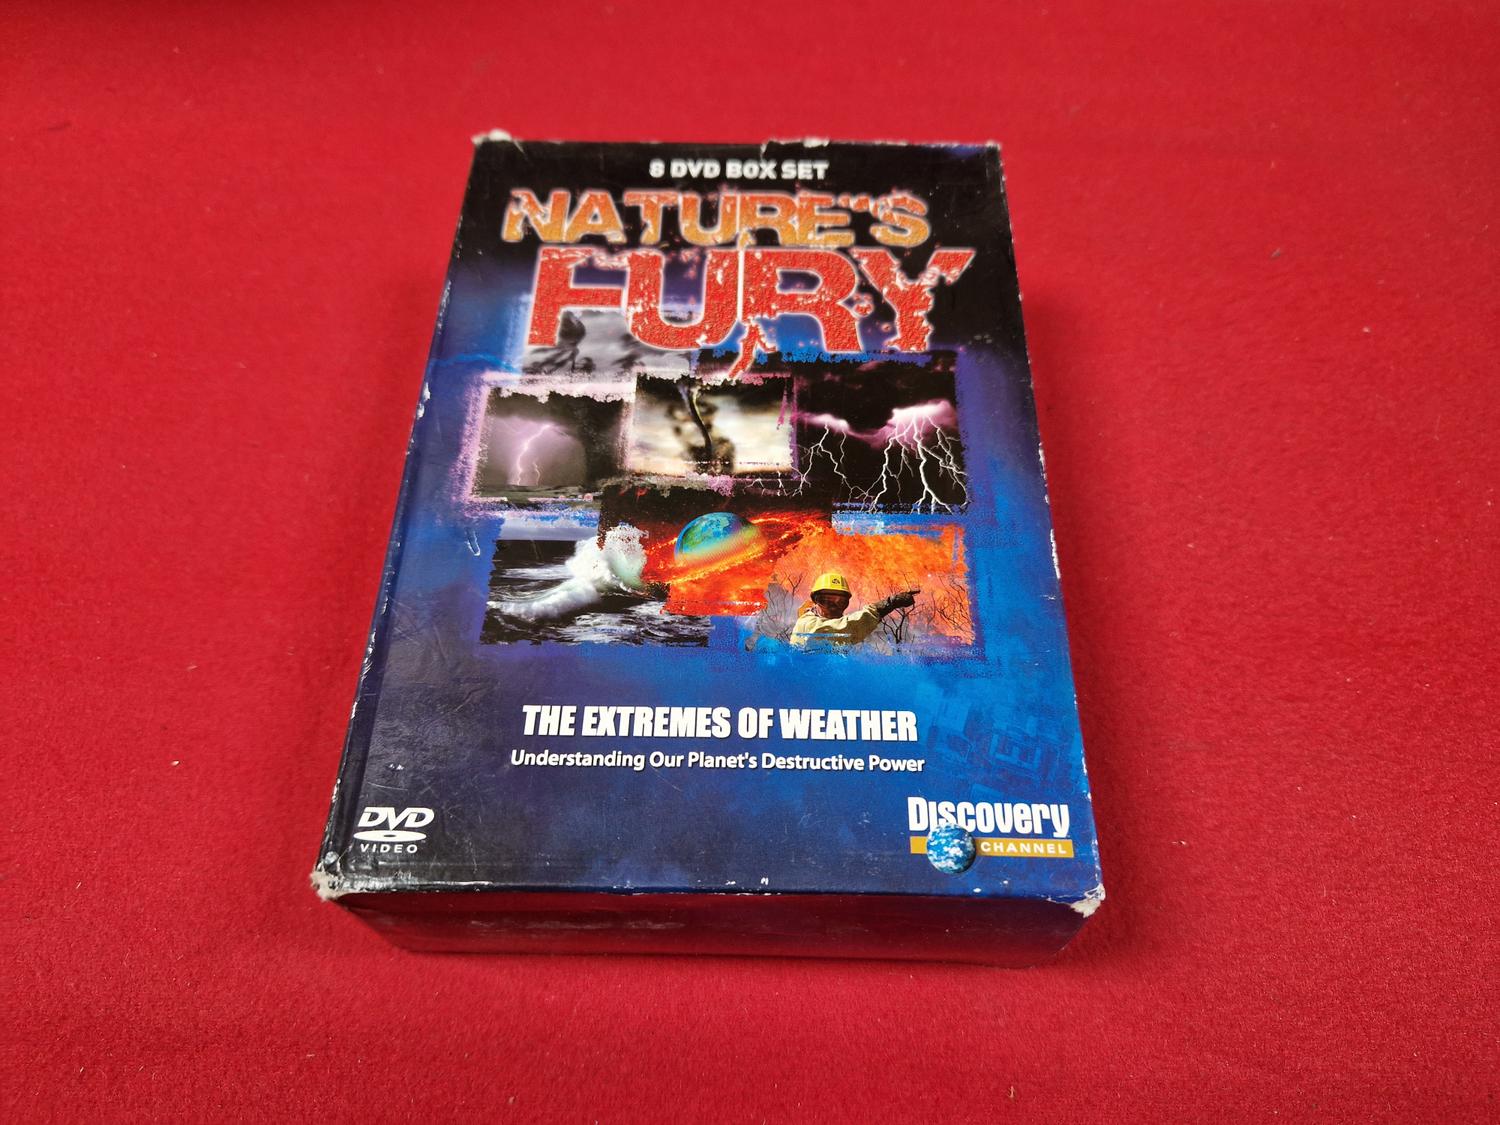 8 DVD BOX SET
NATURE'S
FURY
THE EXTREMES OF WEATHER
Understanding Our Planet's Destructive Power
DVD
VIDEO
Discovery
CHANNEL